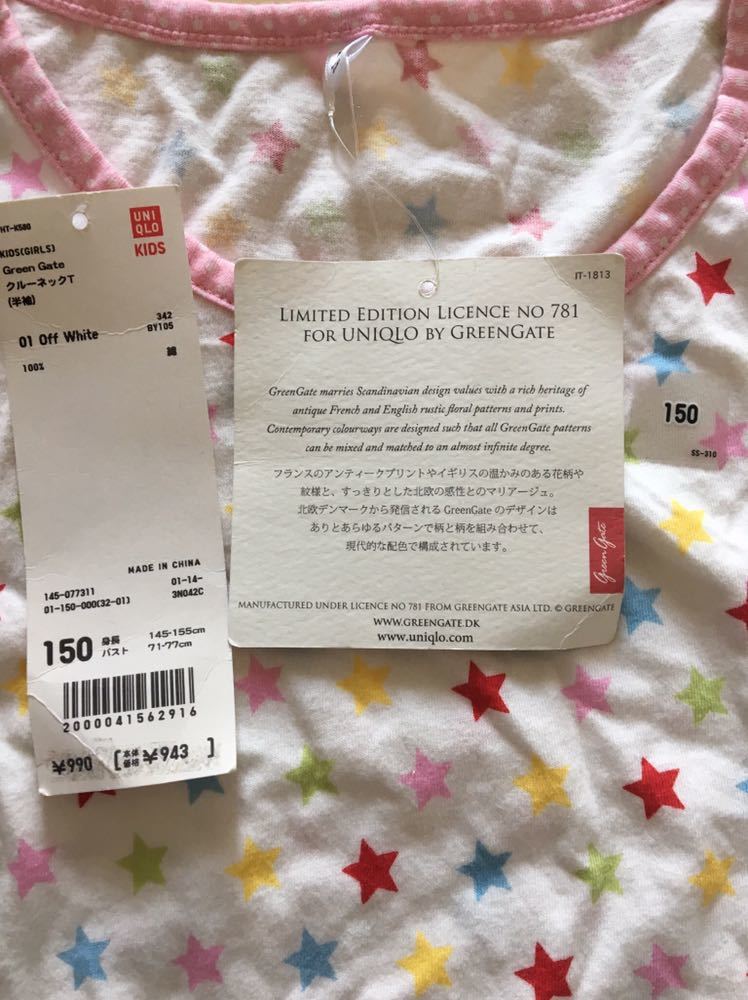 HT-K580
UNI
QLO
KIDS
KIDS(GIRLS)
Green Gate
クルーネックT
(半袖)
342
01 Off White BY105
100% 綿
MADE IN CHINA
145-077311 01-14-
01-150-000(32-01) 3N042C
150 身長 145-155cm
バスト 71-77cm
2000041562916
¥990 [本体価格 ¥943 ]
IT-1813
LIMITED EDITION LICENCE NO 781
FOR UNIQLO BY GREENGATE
GreenGate marries Scandinavian design values with a rich heritage of
antique French and English rustic floral patterns and prints.
Contemporary colourways are designed such that all GreenGate patterns
can be mixed and matched to an almost infinite degree.
フランスのアンティークプリントやイギリスの温かみのある花柄や
紋様と、すっきりとした北欧の感性とのマリアージュ。
北欧デンマークから発信される GreenGate のデザインは
ありとあらゆるパターンで柄と柄を組み合わせて、
現代的な配色で構成されています。
GreenGate
MANUFACTURED UNDER LICENCE NO 781 FROM GREENGATE ASIA LTD. © GREENGATE
WWW.GREENGATE.DK
www.uniqlo.com
150
SS-310